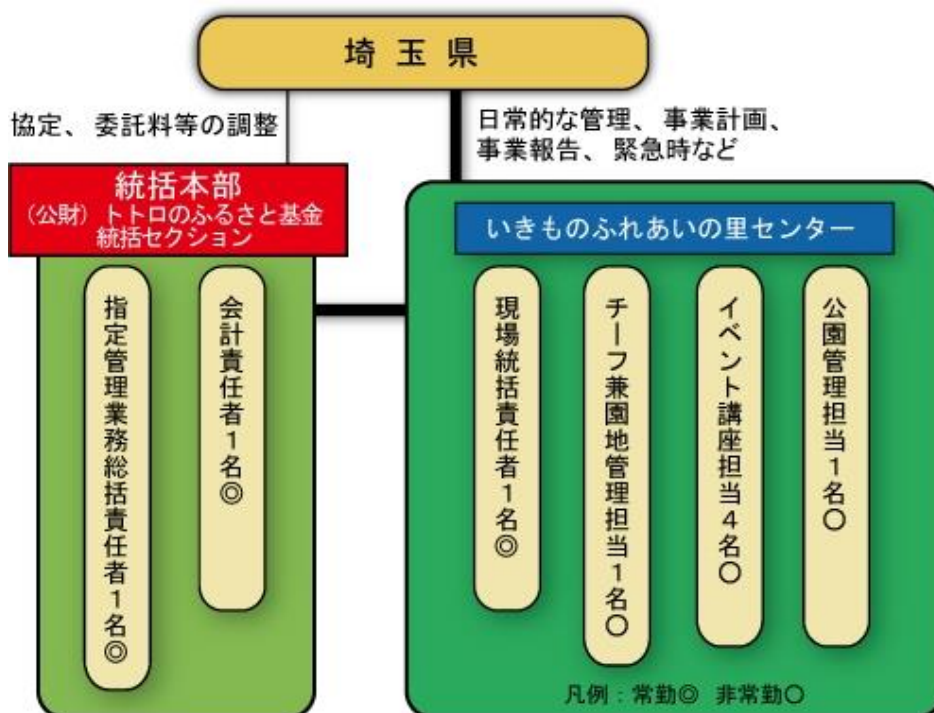 埼玉県
協定、委託料等の調整
日常的な管理、事業計画、
事業報告、緊急時など
統括本部
（公財）トトロのふるさと基金
統括セクション
指定管理業務総括責任者1名◎
会計責任者1名◎
いきものふれあいの里センター
現場統括責任者1名◎
チーフ兼園地管理担当1名〇
イベント講座担当4名〇
公園管理担当1名〇
凡例：常勤◎ 非常勤〇